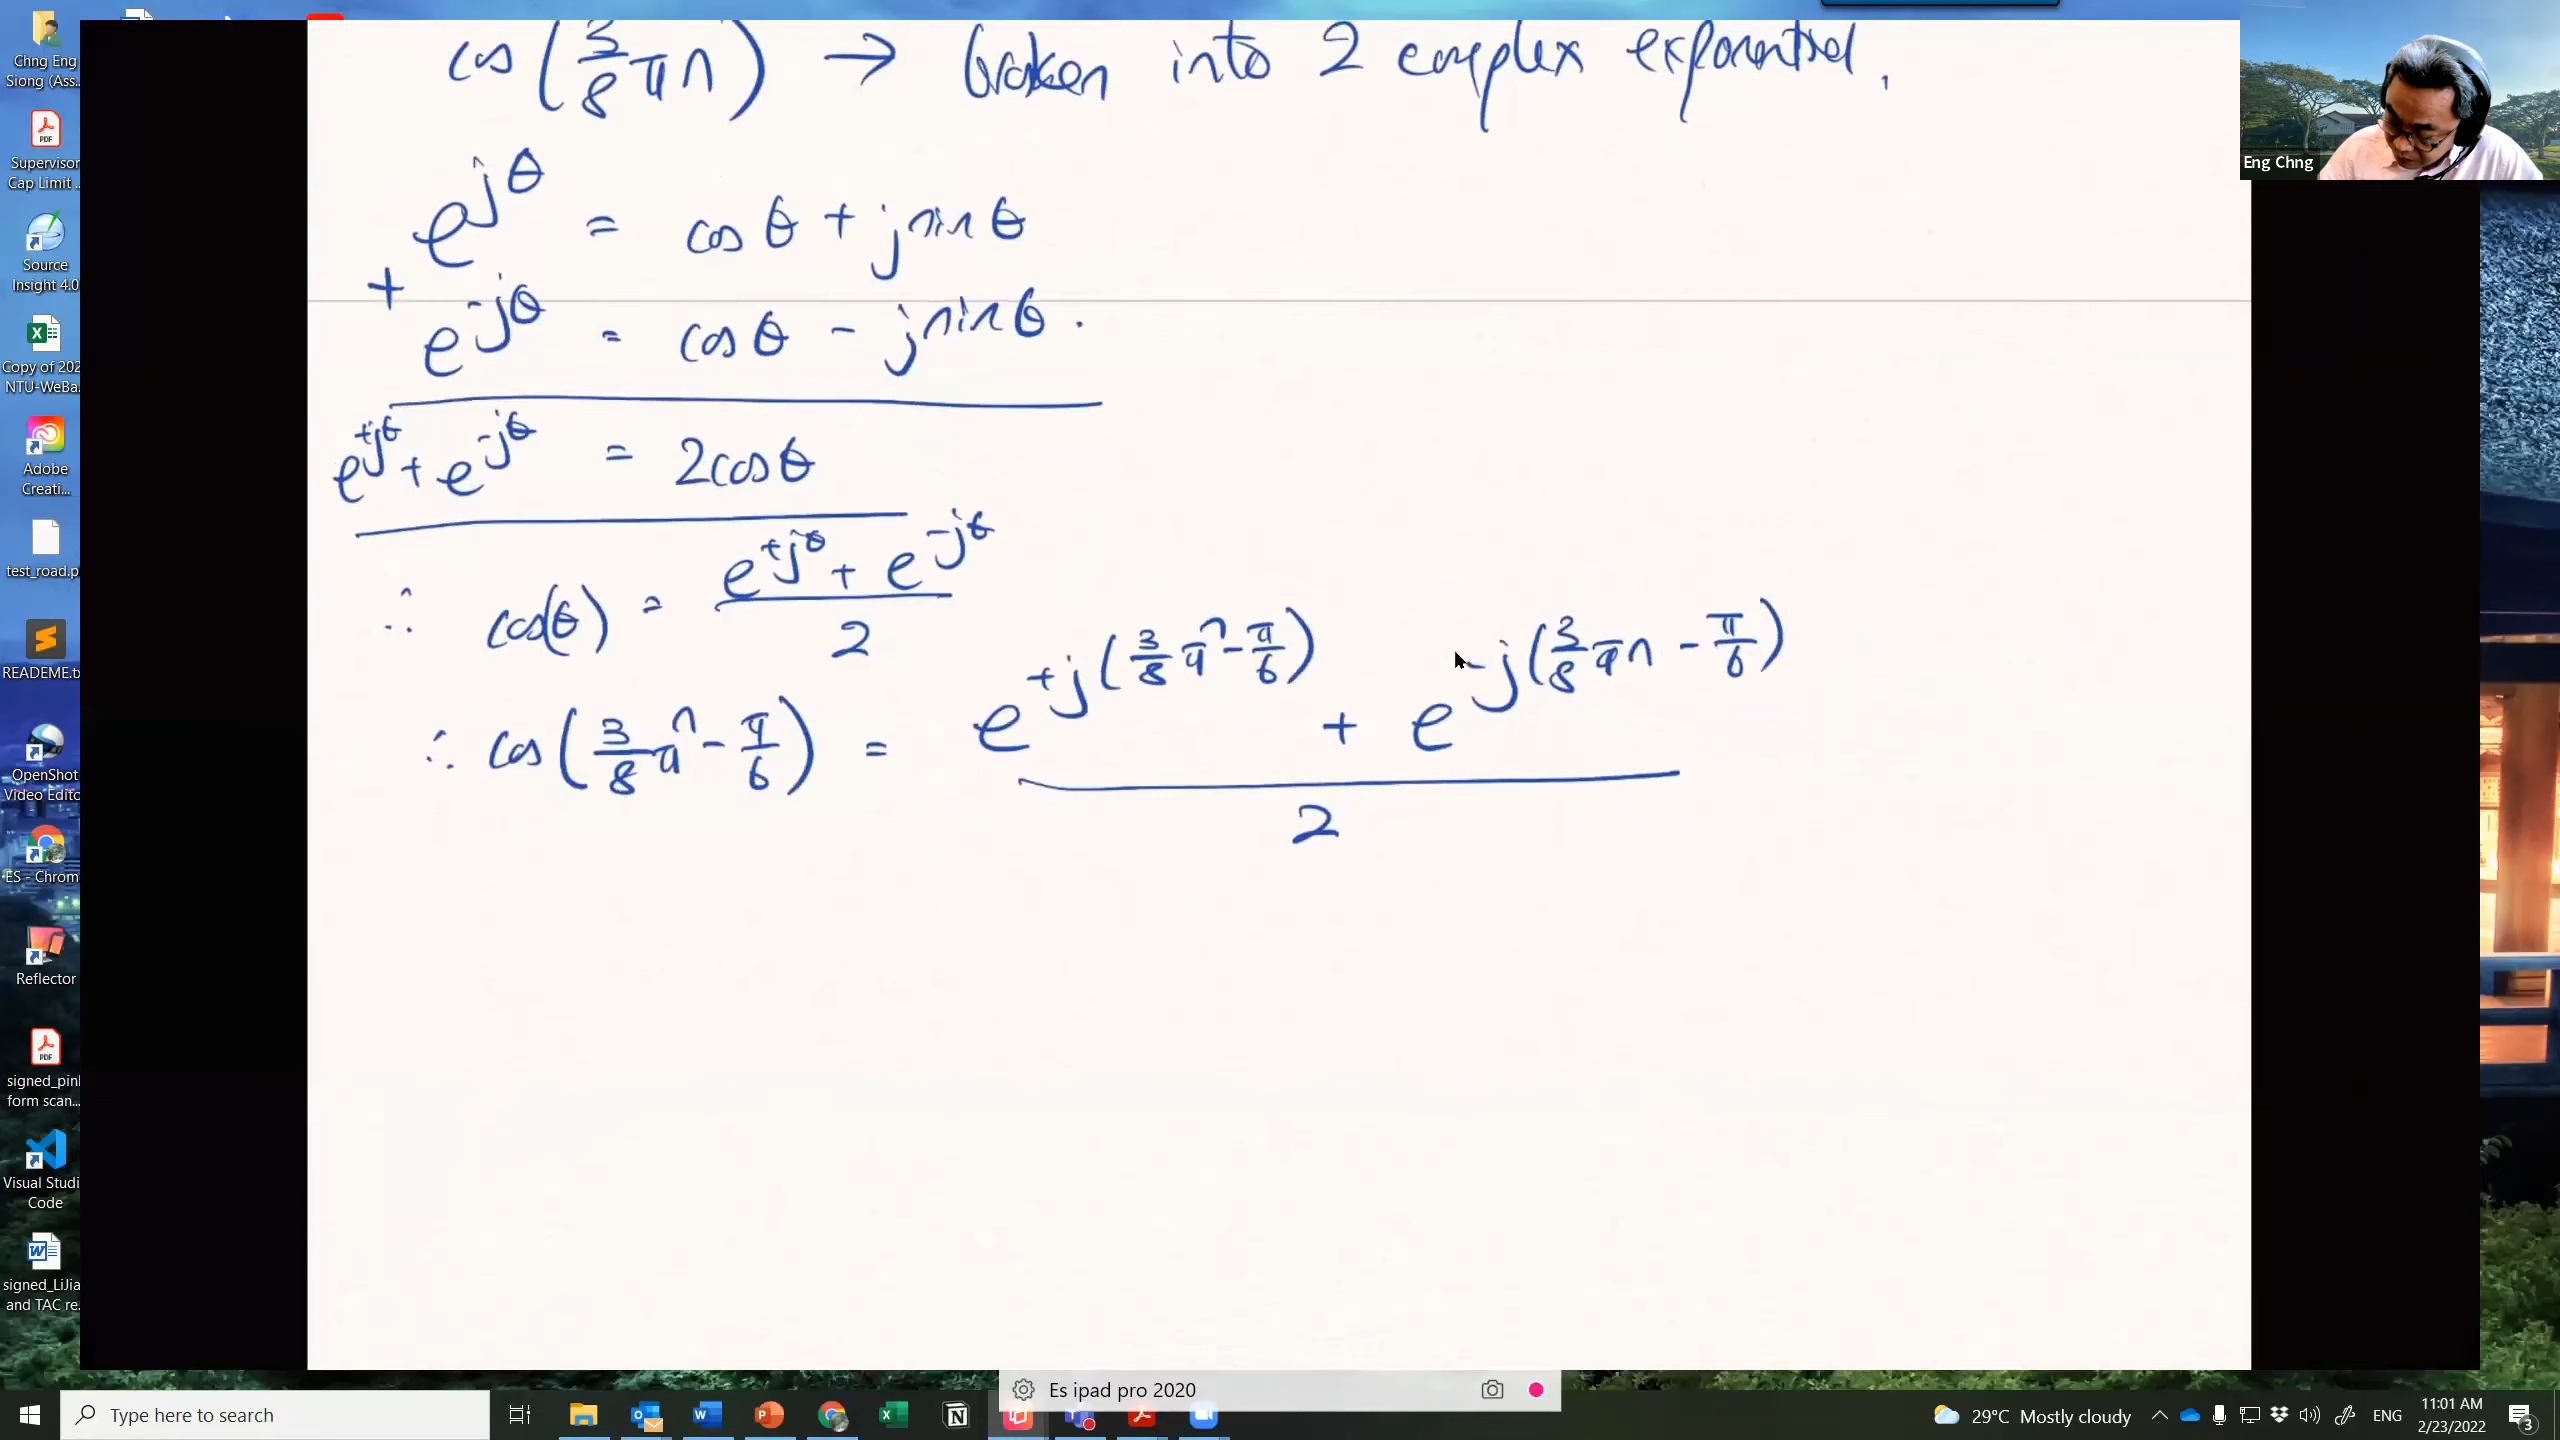 cos(3/8 πn) → broken into 2 complex exponential.
e^{jθ} = cos θ + j sin θ
+
e^{-jθ} = cos θ - j sin θ.
e^{+jθ} + e^{-jθ} = 2cos θ
∴ cos(θ) = (e^{+jθ} + e^{-jθ})/2
∴ cos(3/8 πn - π/6) = (e^{+j(3/8 πn - π/6)} + e^{-j(3/8 πn - π/6)})/2
Eng Chng
Chng Eng
Siong (Ass...
Supervisor
Cap Limit ...
Source
Insight 4.0
Copy of 202
NTU-WeBa...
Adobe
Creati...
test_road.p
READEME.t
OpenShot
Video Edito
ES - Chrom
Reflector
signed_pinl
form scan...
Visual Studi
Code
signed_LiJia
and TAC re...
Es ipad pro 2020
Type here to search
29°C Mostly cloudy
ENG
11:01 AM
2/23/2022
3